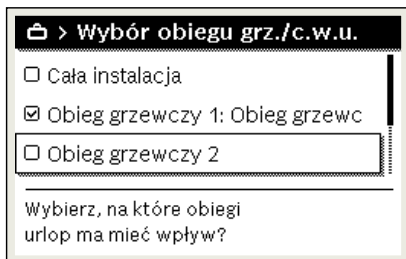 > Wybór obiegu grz./c.w.u.
Cała instalacja
Obieg grzewczy 1: Obieg grzewc
Obieg grzewczy 2
Wybierz, na które obiegi
urlop ma mieć wpływ?